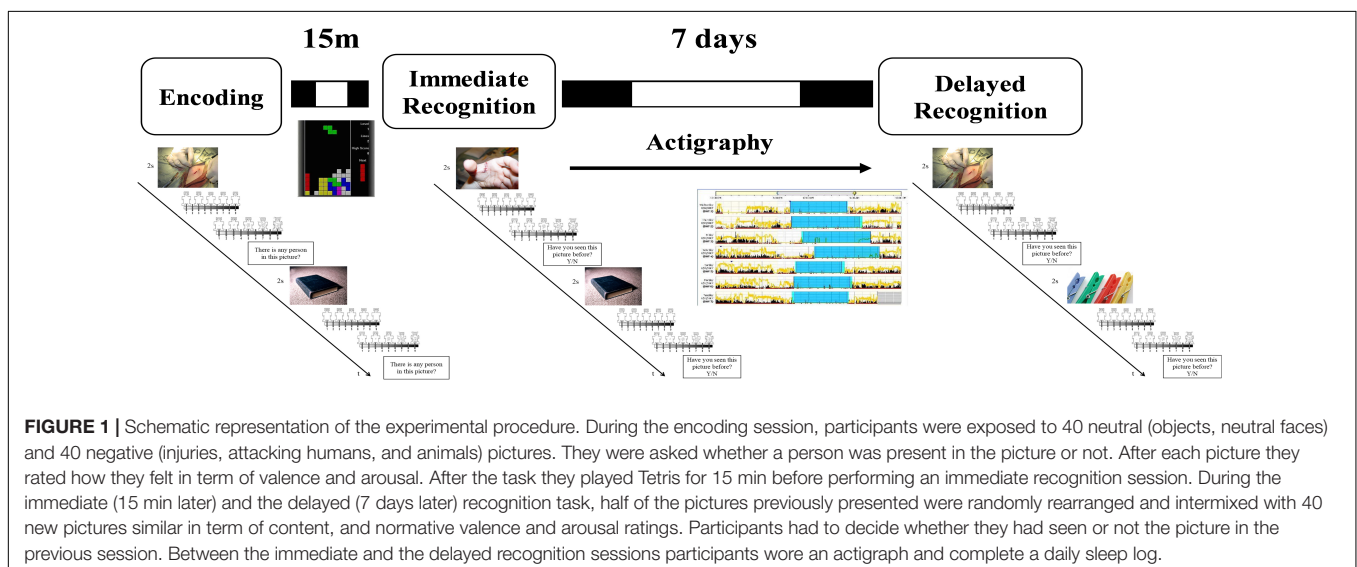 15m
7 days
Encoding
Immediate
Recognition
Delayed
Recognition
Actigraphy
2s
2s
2s
There is any person
in this picture?
Have you seen this
picture before?
Y/N
Have you seen this
picture before?
Y/N
2s
2s
2s
There is any person
in this picture?
Have you seen this
picture before?
Y/N
Have you seen this
picture before?
Y/N
t
t
t
FIGURE 1 | Schematic representation of the experimental procedure. During the encoding session, participants were exposed to 40 neutral (objects, neutral faces)
and 40 negative (injuries, attacking humans, and animals) pictures. They were asked whether a person was present in the picture or not. After each picture they
rated how they felt in term of valence and arousal. After the task they played Tetris for 15 min before performing an immediate recognition session. During the
immediate (15 min later) and the delayed (7 days later) recognition task, half of the pictures previously presented were randomly rearranged and intermixed with 40
new pictures similar in term of content, and normative valence and arousal ratings. Participants had to decide whether they had seen or not the picture in the
previous session. Between the immediate and the delayed recognition sessions participants wore an actigraph and complete a daily sleep log.